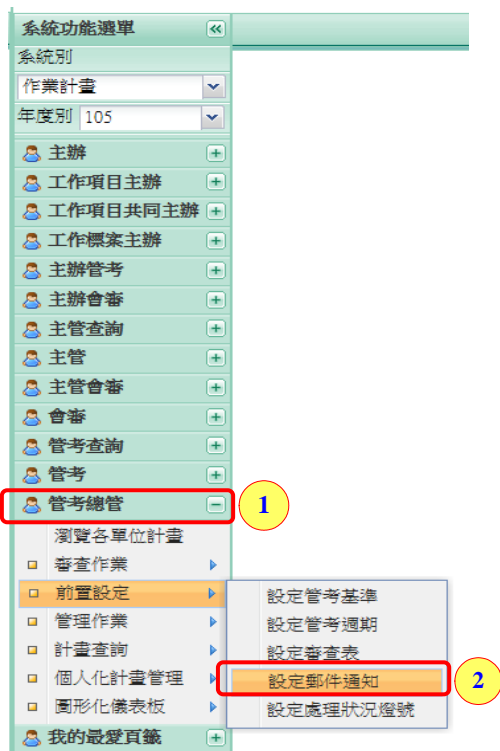 系統功能選單
系統別
作業計畫
年度別 105
主辦
工作項目主辦
工作項目共同主辦
工作標案主辦
主辦管考
主辦會審
主管查詢
主管
主管會審
會審
管考查詢
管考
管考總管
1
瀏覽各單位計畫
審查作業
前置設定
管理作業
計畫查詢
個人化計畫管理
圖形化儀表板
設定管考基準
設定管考週期
設定審查表
設定郵件通知
2
設定處理狀況燈號
我的最愛頁籤